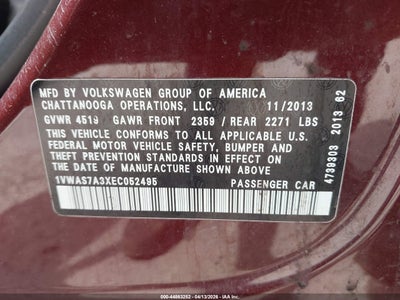 MFD BY VOLKSWAGEN GROUP OF AMERICA
CHATTANOOGA OPERATIONS, LLC. 11/2013
GVWR 4519 GAWR FRONT 2359 / REAR 2271 LBS
THIS VEHICLE CONFORMS TO ALL APPLICABLE U.S.
FEDERAL MOTOR VEHICLE SAFETY, BUMPER AND
THEFT PREVENTION STANDARDS IN EFFECT ON THE
DATE OF MANUFACTURE SHOWN ABOVE.
1VWAS7A3XEC052495 PASSENGER CAR
4739303 2013 62
000-44863252 - 04/13/2026 - IAAI.COM